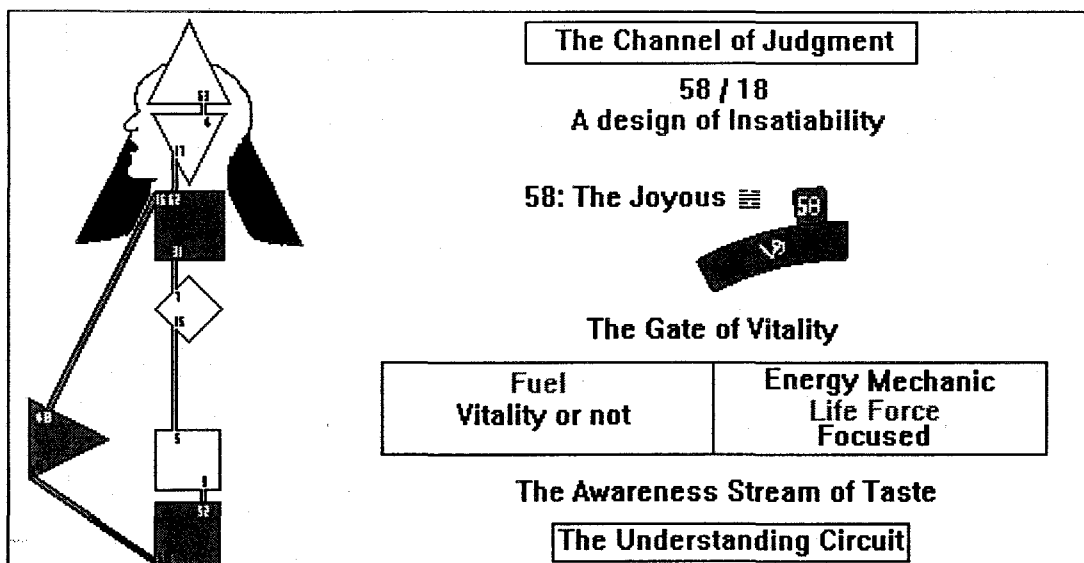 The Channel of Judgment
58 / 18
A design of Insatiability
58: The Joyous ䷹ 58
The Gate of Vitality
Fuel
Vitality or not
Energy Mechanic
Life Force
Focused
The Awareness Stream of Taste
The Understanding Circuit